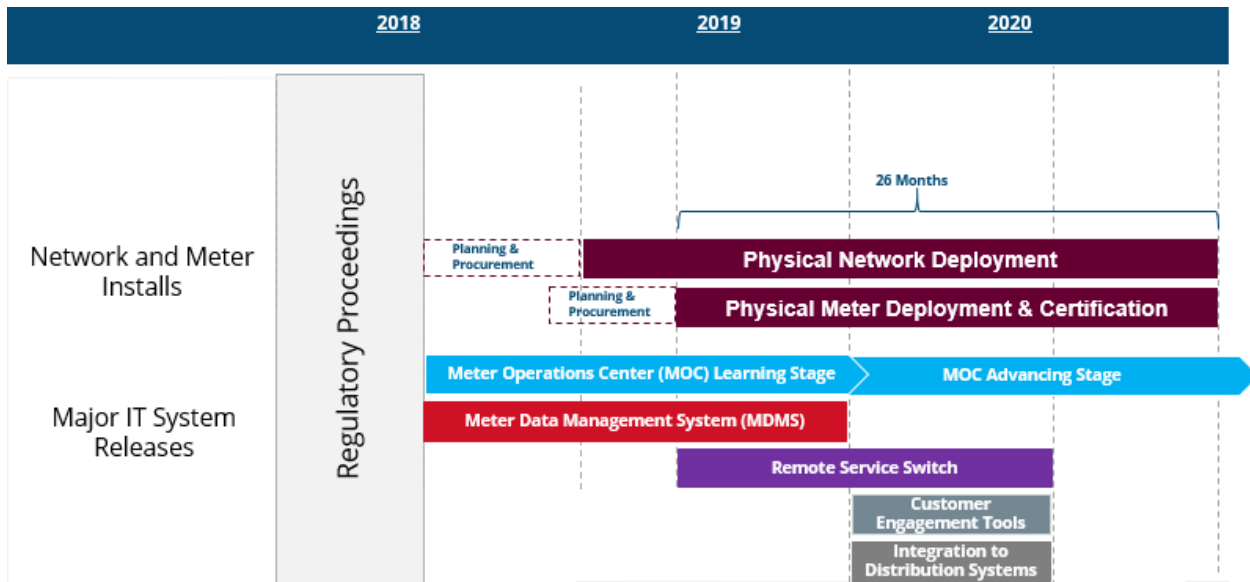 2018
2019
2020
Regulatory Proceedings
26 Months
Network and Meter
Installs
Planning &
Procurement
Physical Network Deployment
Planning &
Procurement
Physical Meter Deployment & Certification
Major IT System
Releases
Meter Operations Center (MOC) Learning Stage
MOC Advancing Stage
Meter Data Management System (MDMS)
Remote Service Switch
Customer
Engagement Tools
Integration to
Distribution Systems